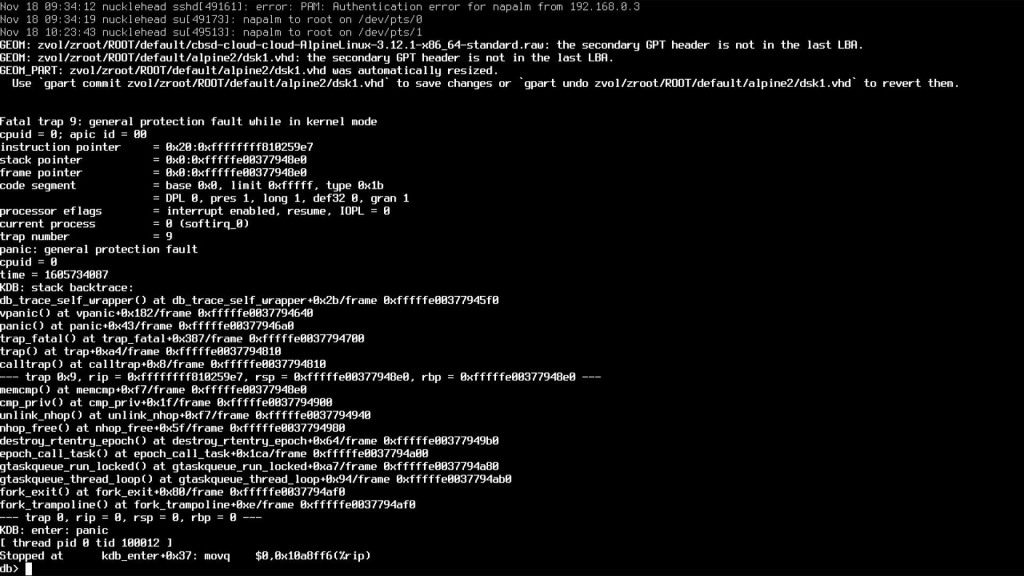 Nov 18 09:34:12 nucklehead sshd[49161]: error: PAM: Authentication error for napalm from 192.168.0.3
Nov 18 09:34:19 nucklehead su[49173]: napalm to root on /dev/pts/0
Nov 18 10:23:43 nucklehead su[49513]: napalm to root on /dev/pts/1
GEOM: zvol/zroot/ROOT/default/cbsd-cloud-cloud-AlpineLinux-3.12.1-x86_64-standard.raw: the secondary GPT header is not in the last LBA.
GEOM: zvol/zroot/ROOT/default/alpine2/dsk1.vhd: the secondary GPT header is not in the last LBA.
GEOM_PART: zvol/zroot/ROOT/default/alpine2/dsk1.vhd was automatically resized.
  Use `gpart commit zvol/zroot/ROOT/default/alpine2/dsk1.vhd` to save changes or `gpart undo zvol/zroot/ROOT/default/alpine2/dsk1.vhd` to revert them.
Fatal trap 9: general protection fault while in kernel mode
cpuid = 0; apic id = 00
instruction pointer     = 0x20:0xffffffff810259e7
stack pointer           = 0x0:0xfffffe00377948e0
frame pointer           = 0x0:0xfffffe00377948e0
code segment            = base 0x0, limit 0xfffff, type 0x1b
                        = DPL 0, pres 1, long 1, def32 0, gran 1
processor eflags        = interrupt enabled, resume, IOPL = 0
current process         = 0 (softirq_0)
trap number             = 9
panic: general protection fault
cpuid = 0
time = 1605734087
KDB: stack backtrace:
db_trace_self_wrapper() at db_trace_self_wrapper+0x2b/frame 0xfffffe00377945f0
vpanic() at vpanic+0x182/frame 0xfffffe0037794640
panic() at panic+0x43/frame 0xfffffe00377946a0
trap_fatal() at trap_fatal+0x387/frame 0xfffffe0037794700
trap() at trap+0xa4/frame 0xfffffe0037794810
calltrap() at calltrap+0x8/frame 0xfffffe0037794810
--- trap 0x9, rip = 0xffffffff810259e7, rsp = 0xfffffe00377948e0, rbp = 0xfffffe00377948e0 ---
memcmp() at memcmp+0xf7/frame 0xfffffe00377948e0
cmp_priv() at cmp_priv+0x1f/frame 0xfffffe0037794900
unlink_nhop() at unlink_nhop+0xf7/frame 0xfffffe0037794940
nhop_free() at nhop_free+0x5f/frame 0xfffffe0037794980
destroy_rtentry_epoch() at destroy_rtentry_epoch+0x64/frame 0xfffffe00377949b0
epoch_call_task() at epoch_call_task+0x1ca/frame 0xfffffe0037794a00
gtaskqueue_run_locked() at gtaskqueue_run_locked+0xa7/frame 0xfffffe0037794a80
gtaskqueue_thread_loop() at gtaskqueue_thread_loop+0x94/frame 0xfffffe0037794ab0
fork_exit() at fork_exit+0x80/frame 0xfffffe0037794af0
fork_trampoline() at fork_trampoline+0xe/frame 0xfffffe0037794af0
--- trap 0, rip = 0, rsp = 0, rbp = 0 ---
KDB: enter: panic
[ thread pid 0 tid 100012 ]
Stopped at      kdb_enter+0x37: movq    $0,0x10a8ff6(%rip)
db>